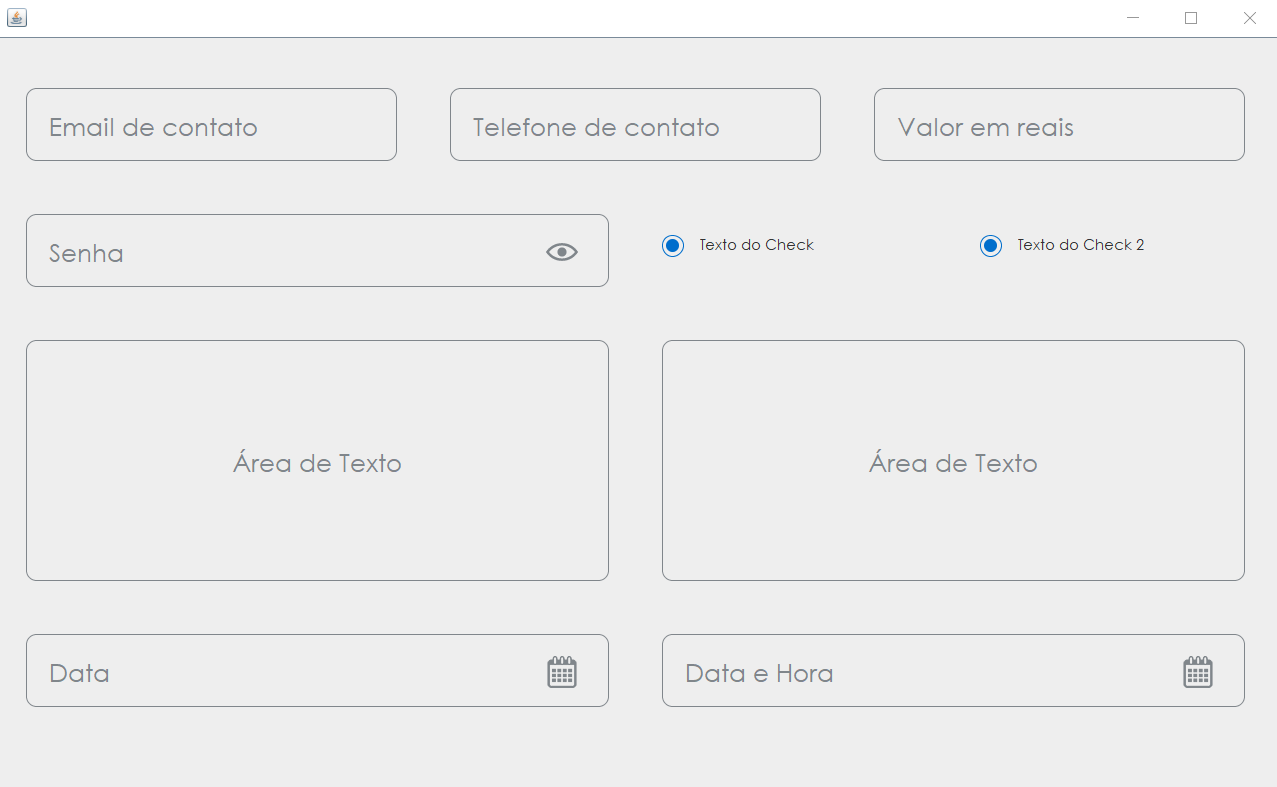 Email de contato
Telefone de contato
Valor em reais
Senha
Texto do Check
Texto do Check 2
Área de Texto
Área de Texto
Data
Data e Hora